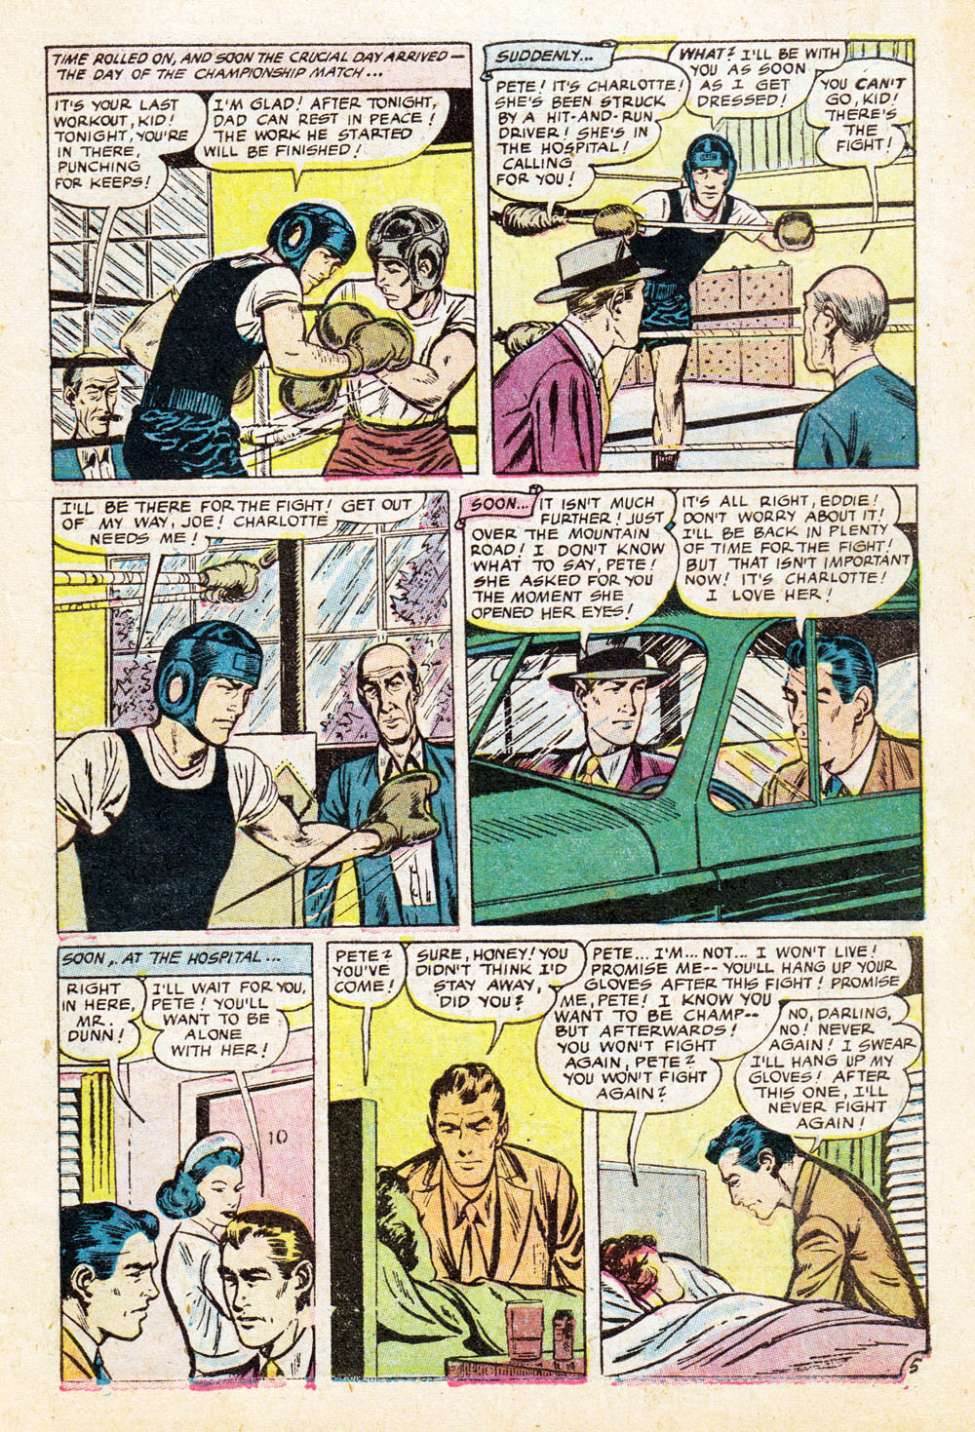 TIME ROLLED ON, AND SOON THE CRUCIAL DAY ARRIVED—
THE DAY OF THE CHAMPIONSHIP MATCH...
IT'S YOUR LAST
WORKOUT, KID!
TONIGHT, YOU'RE
IN THERE,
PUNCHING
FOR KEEPS!
I'M GLAD! AFTER TONIGHT,
DAD CAN REST IN PEACE!
THE WORK HE STARTED
WILL BE FINISHED!
SUDDENLY...
PETE! IT'S CHARLOTTE!
SHE'S BEEN STRUCK
BY A HIT-AND-RUN
DRIVER! SHE'S IN
THE HOSPITAL!
CALLING
FOR YOU!
WHAT? I'LL BE WITH
YOU AS SOON
AS I GET
DRESSED!
YOU CAN'T
GO, KID!
THERE'S
THE
FIGHT!
I'LL BE THERE FOR THE FIGHT! GET OUT
OF MY WAY, JOE! CHARLOTTE
NEEDS ME!
SOON...
IT ISN'T MUCH
FURTHER! JUST
OVER THE MOUNTAIN
ROAD! I DON'T KNOW
WHAT TO SAY, PETE!
SHE ASKED FOR YOU
THE MOMENT SHE
OPENED HER EYES!
IT'S ALL RIGHT, EDDIE!
DON'T WORRY ABOUT IT!
I'LL BE BACK IN PLENTY
OF TIME FOR THE FIGHT!
BUT THAT ISN'T IMPORTANT
NOW! IT'S CHARLOTTE!
I LOVE HER!
SOON, AT THE HOSPITAL...
RIGHT
IN HERE,
MR.
DUNN!
I'LL WAIT FOR YOU,
PETE! YOU'LL
WANT TO BE
ALONE
WITH HER!
10
PETE?
YOU'VE
COME!
SURE, HONEY! YOU
DIDN'T THINK I'D
STAY AWAY,
DID YOU?
PETE... I'M... NOT... I WON'T LIVE!
PROMISE ME-- YOU'LL HANG UP YOUR
GLOVES AFTER THIS FIGHT! PROMISE
ME, PETE! I KNOW YOU
WANT TO BE CHAMP--
BUT AFTERWARDS!
YOU WON'T FIGHT
AGAIN, PETE?
YOU WON'T FIGHT
AGAIN?
NO, DARLING,
NO! NEVER
AGAIN! I SWEAR
I'LL HANG UP MY
GLOVES! AFTER
THIS ONE, I'LL
NEVER FIGHT
AGAIN!
5